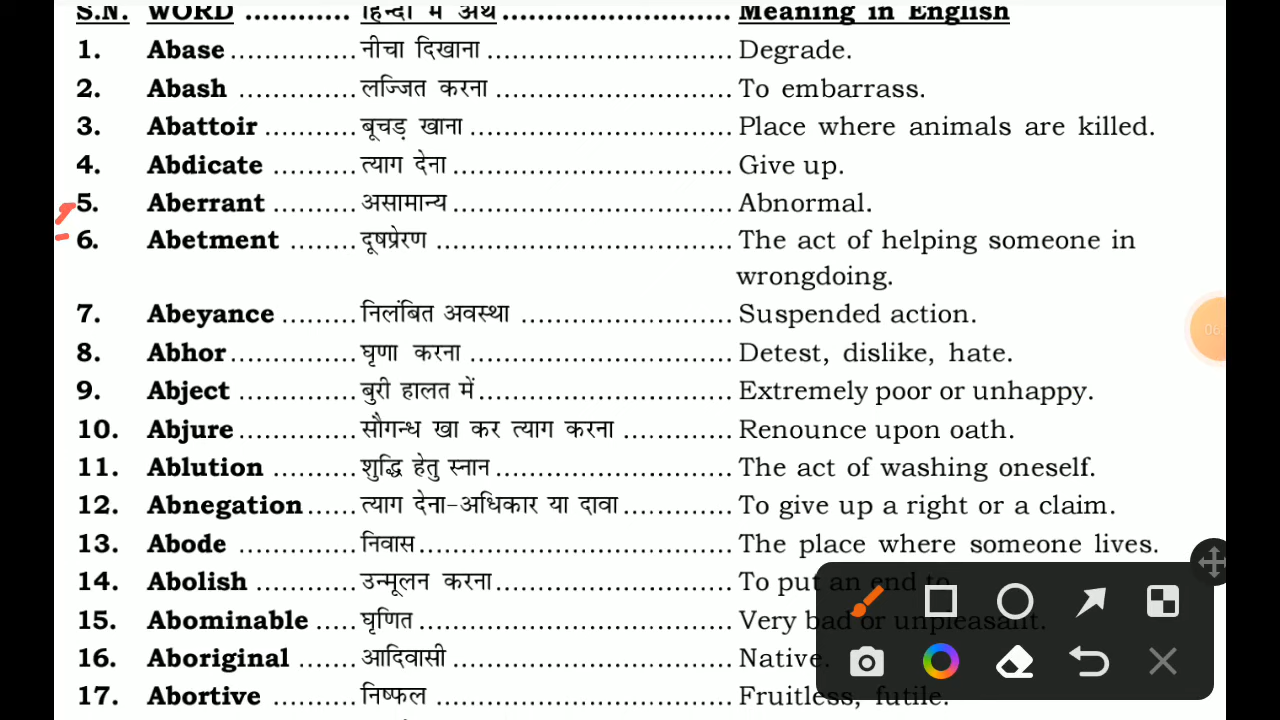 S.N. WORD ............ हिन्दी में अर्थ ........................... Meaning in English
1. Abase ............... नीचा दिखाना ............................. Degrade.
2. Abash .............. लज्जित करना ............................ To embarrass.
3. Abattoir ........... बूचड़ खाना ............................... Place where animals are killed.
4. Abdicate .......... त्याग देना .................................. Give up.
5. Aberrant .......... असामान्य ................................. Abnormal.
6. Abetment ........ दूषप्रेरण ................................... The act of helping someone in
wrongdoing.
7. Abeyance ......... निलंबित अवस्था ......................... Suspended action.
8. Abhor ............... घृणा करना ............................... Detest, dislike, hate.
9. Abject .............. बुरी हालत में .............................. Extremely poor or unhappy.
10. Abjure .............. सौगन्ध खा कर त्याग करना ............. Renounce upon oath.
11. Ablution .......... शुद्धि हेतु स्नान ............................ The act of washing oneself.
12. Abnegation ...... त्याग देना-अधिकार या दावा ............. To give up a right or a claim.
13. Abode .............. निवास ..................................... The place where someone lives.
14. Abolish ............ उन्मूलन करना ............................ To put an end to
15. Abominable ..... घृणित ..................................... Very bad or unpleasant.
16. Aboriginal ........ आदिवासी ................................. Native.
17. Abortive .......... निष्फल .................................... Fruitless, futile.